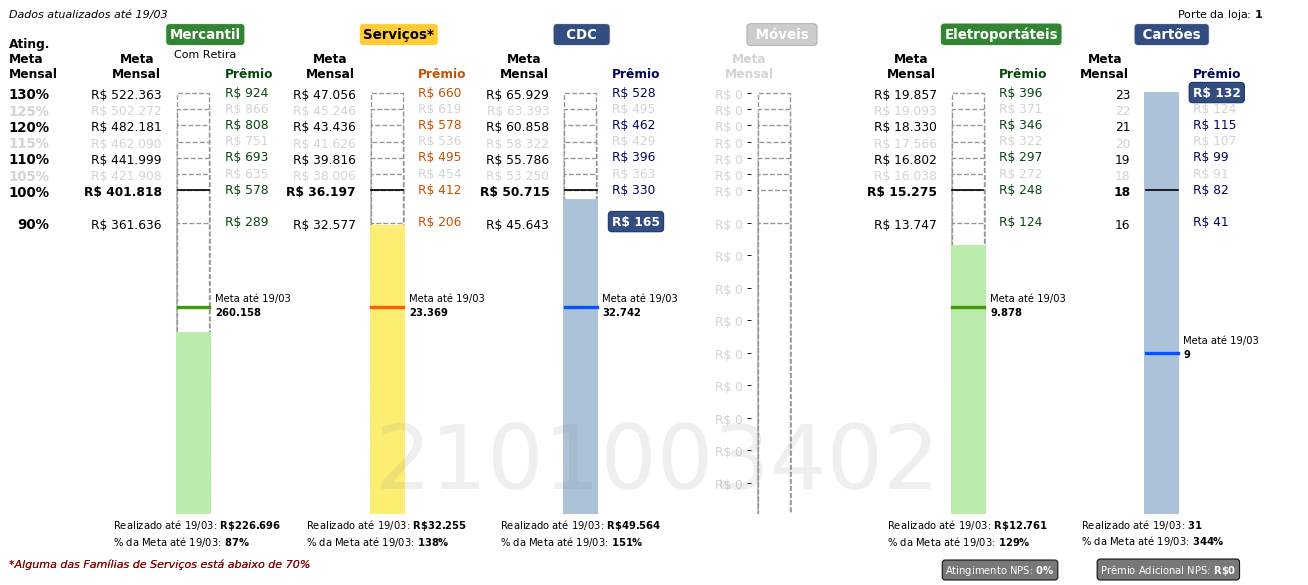 Dados atualizados até 19/03
Porte da loja: 1
Mercantil Serviços* CDC Móveis Eletroportáteis Cartões
Com Retira
Ating. Meta Mensal
Meta Mensal Prêmio Meta Mensal Prêmio Meta Mensal Prêmio Meta Mensal Meta Mensal Prêmio Meta Mensal Prêmio
130% R$ 522.363 R$ 924 R$ 47.056 R$ 660 R$ 65.929 R$ 528 R$ 0 R$ 19.857 R$ 396 23 R$ 132
125% R$ 502.272 R$ 866 R$ 45.246 R$ 619 R$ 63.393 R$ 495 R$ 0 R$ 19.093 R$ 371 22 R$ 124
120% R$ 482.181 R$ 808 R$ 43.436 R$ 578 R$ 60.858 R$ 462 R$ 0 R$ 18.330 R$ 346 21 R$ 115
115% R$ 462.090 R$ 751 R$ 41.626 R$ 536 R$ 58.322 R$ 429 R$ 0 R$ 17.566 R$ 322 20 R$ 107
110% R$ 441.999 R$ 693 R$ 39.816 R$ 495 R$ 55.786 R$ 396 R$ 0 R$ 16.802 R$ 297 19 R$ 99
105% R$ 421.908 R$ 635 R$ 38.006 R$ 454 R$ 53.250 R$ 363 R$ 0 R$ 16.038 R$ 272 18 R$ 91
100% R$ 401.818 R$ 578 R$ 36.197 R$ 412 R$ 50.715 R$ 330 R$ 0 R$ 15.275 R$ 248 18 R$ 82
90% R$ 361.636 R$ 289 R$ 32.577 R$ 206 R$ 45.643 R$ 165 R$ 0 R$ 13.747 R$ 124 16 R$ 41
R$ 0
R$ 0
R$ 0
R$ 0
R$ 0
R$ 0
R$ 0
R$ 0
Meta até 19/03 Meta até 19/03 Meta até 19/03 Meta até 19/03
260.158 23.369 32.742 9.878
Meta até 19/03
9
2101003402
Realizado até 19/03: R$226.696 Realizado até 19/03: R$32.255 Realizado até 19/03: R$49.564 Realizado até 19/03: R$12.761 Realizado até 19/03: 31
% da Meta até 19/03: 87% % da Meta até 19/03: 138% % da Meta até 19/03: 151% % da Meta até 19/03: 129% % da Meta até 19/03: 344%
*Alguma das Famílias de Serviços está abaixo de 70%
Atingimento NPS: 0% Prêmio Adicional NPS: R$0